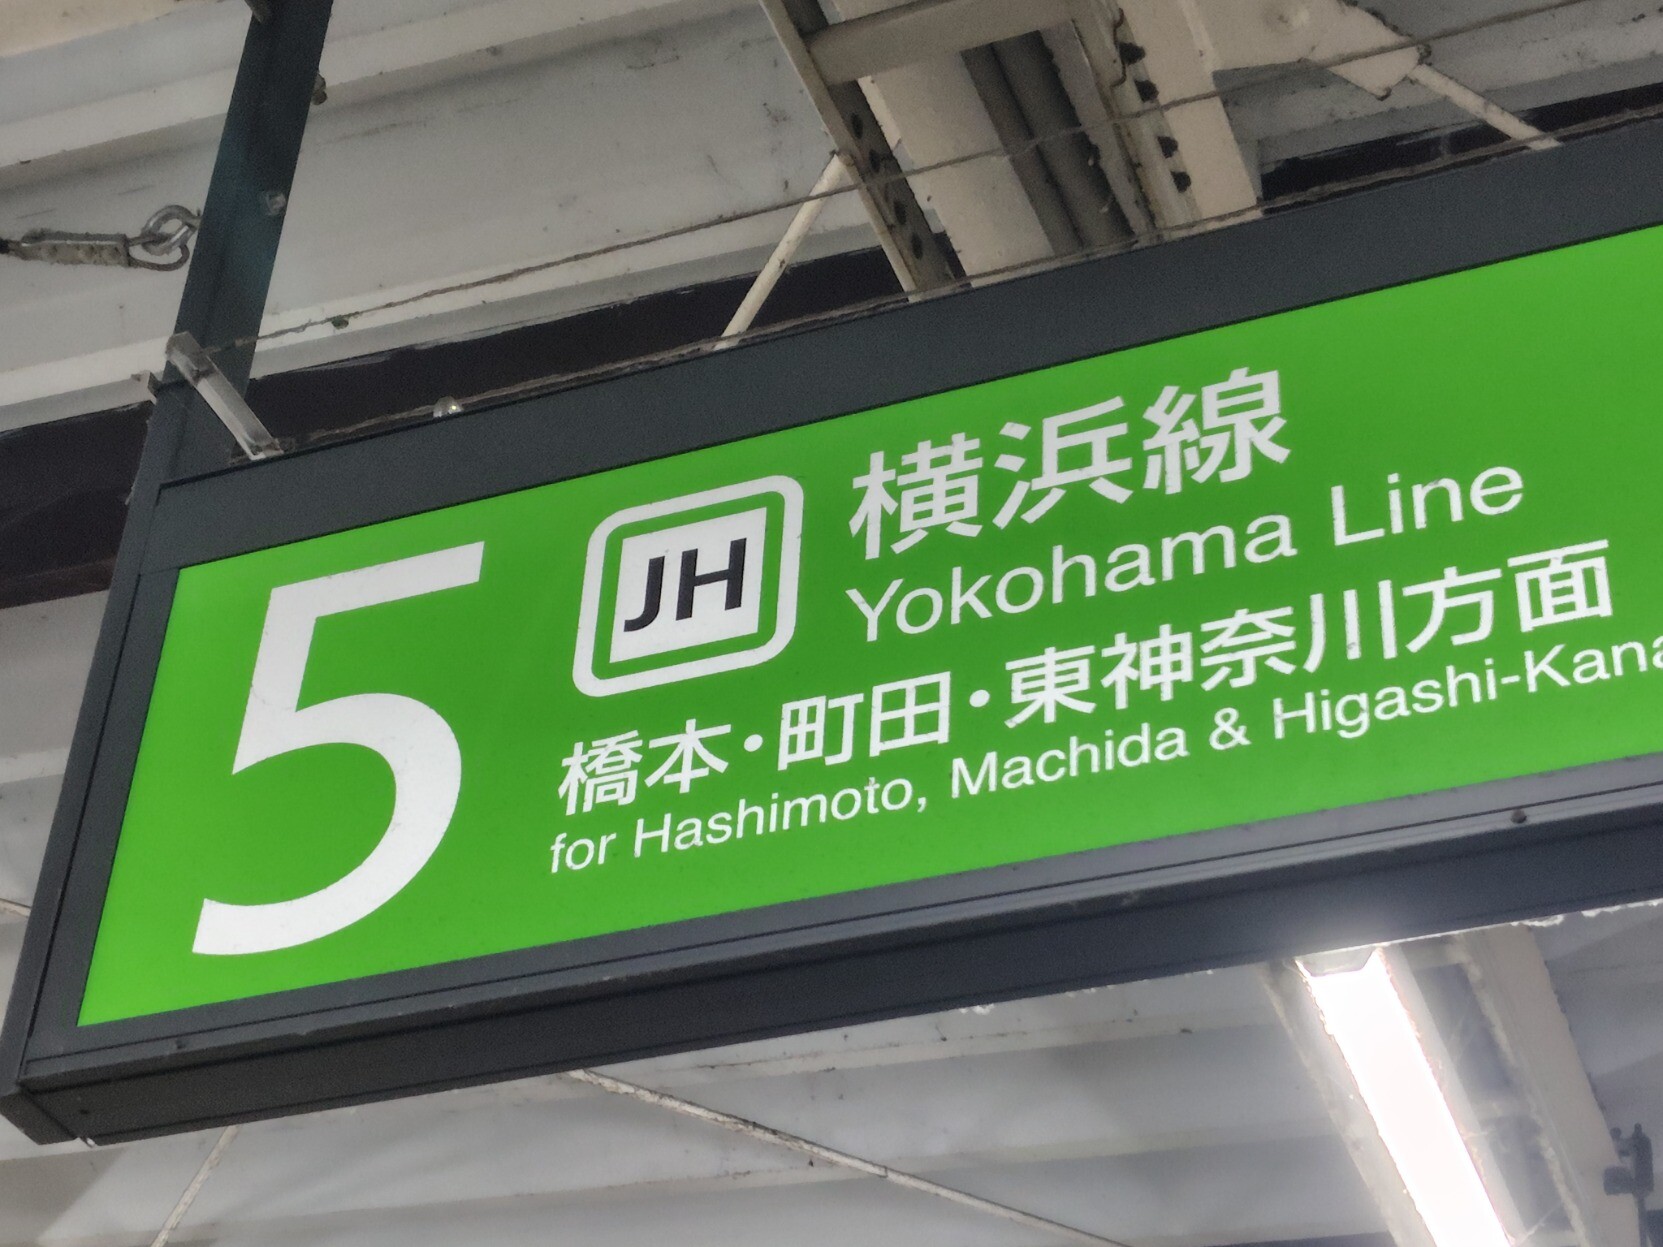 5
JH
横浜線
Yokohama Line
橋本・町田・東神奈川方面
for Hashimoto, Machida & Higashi-Kana